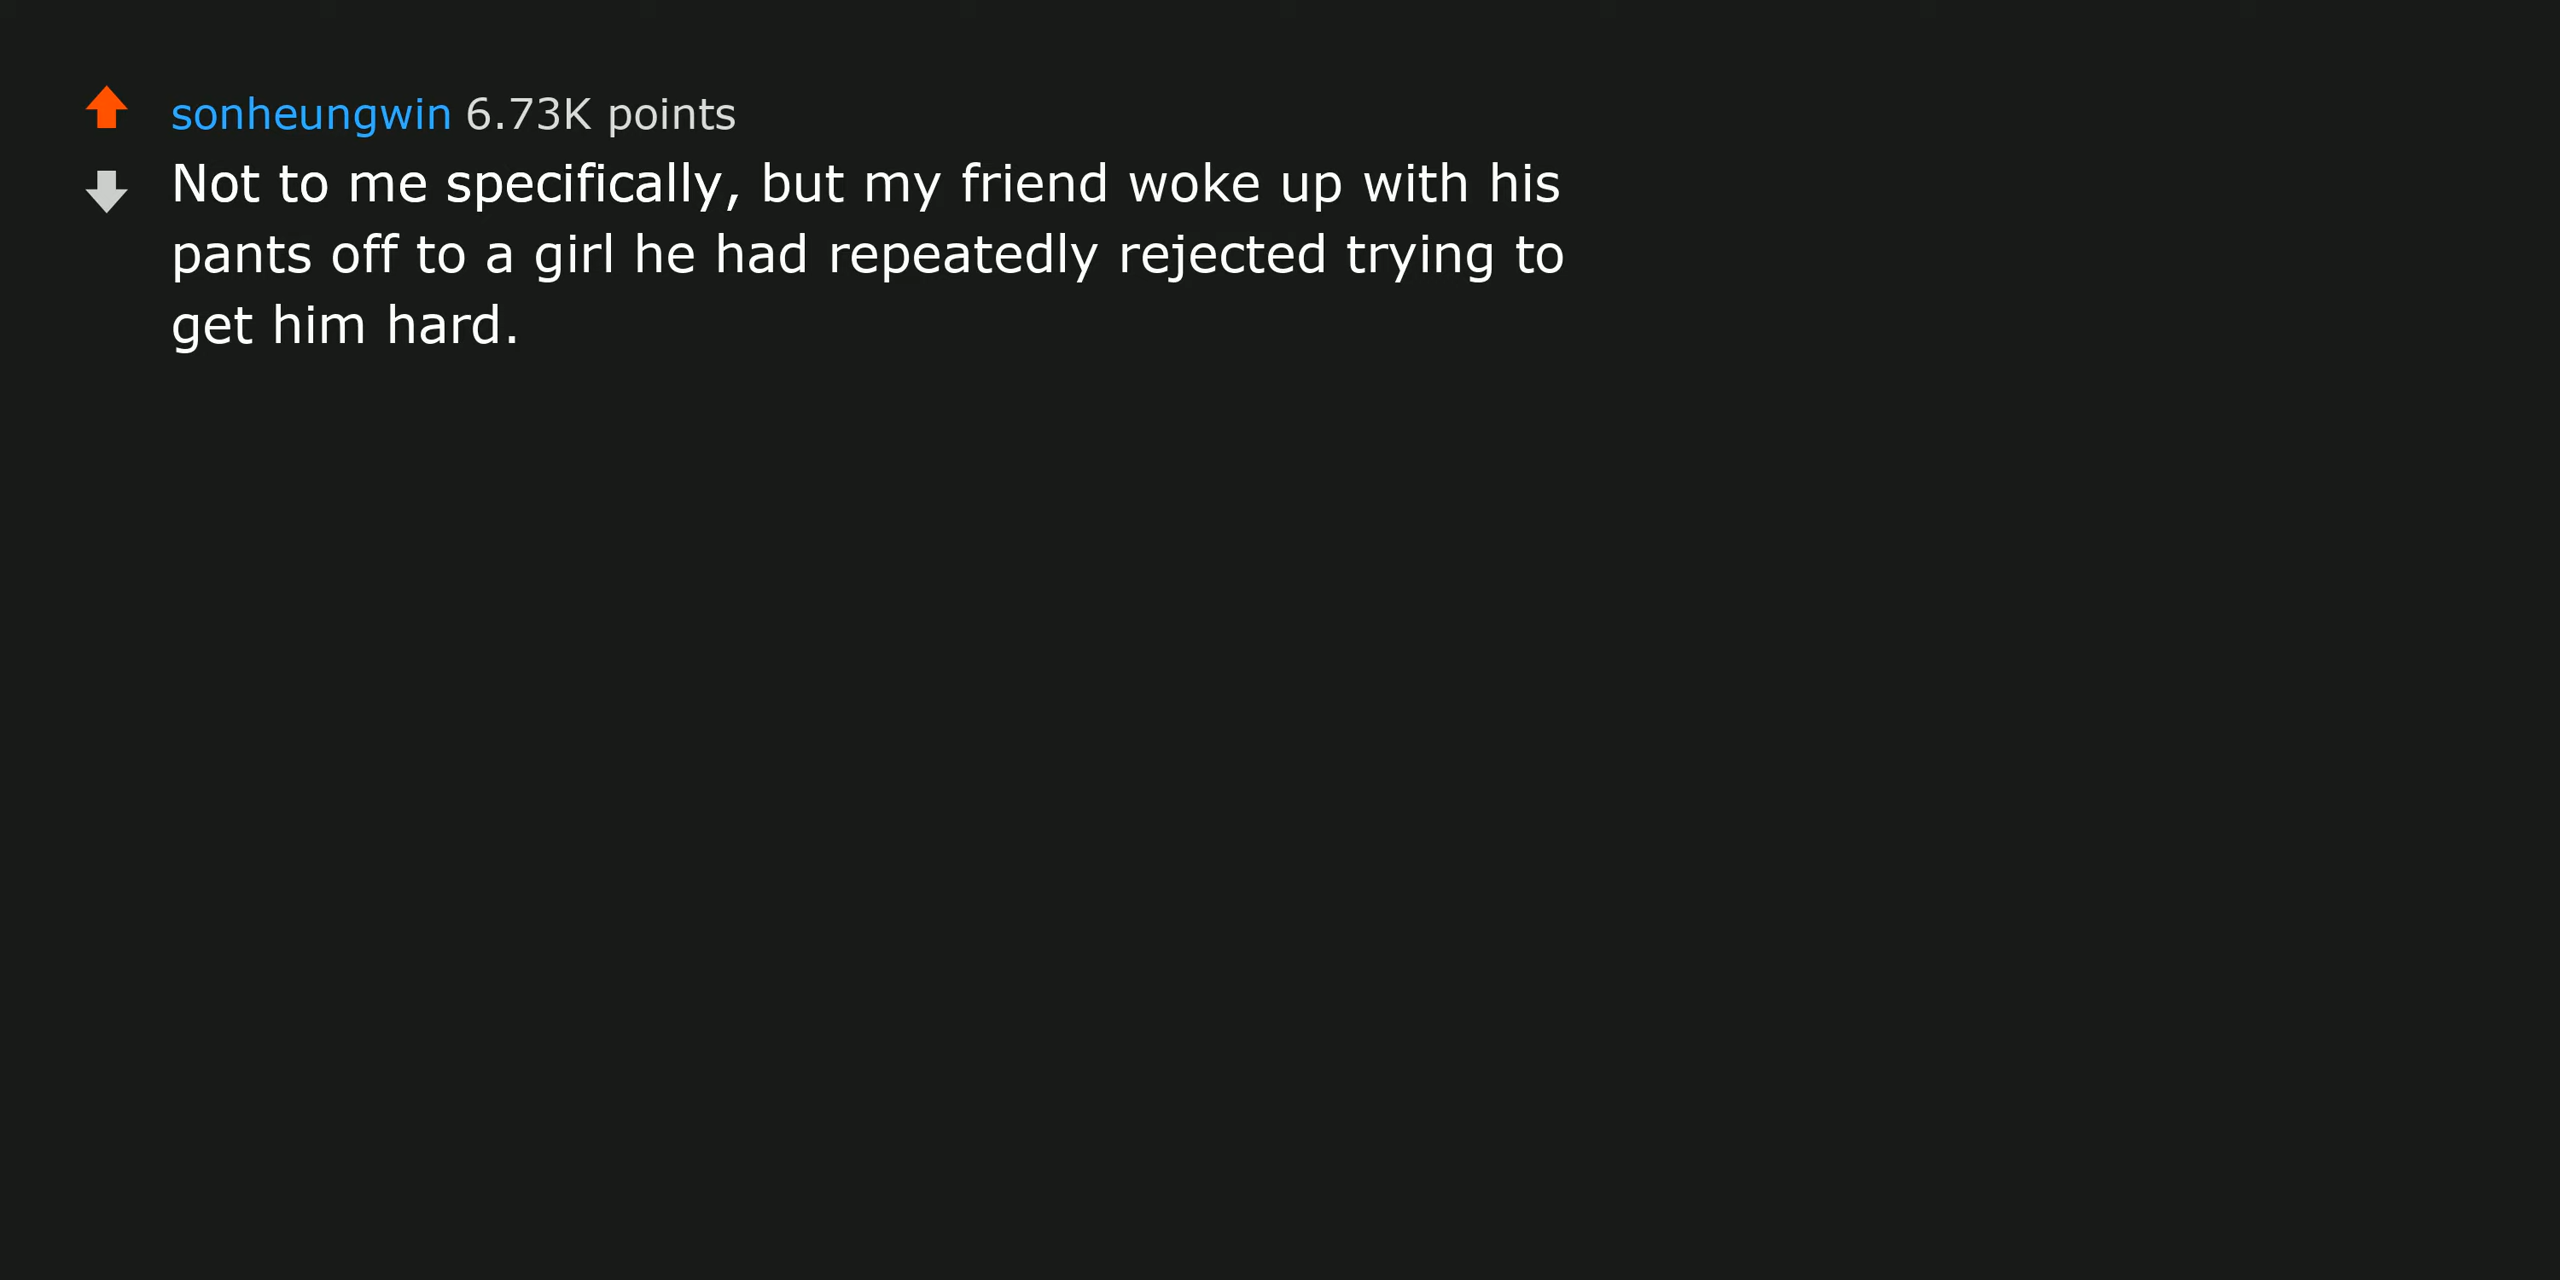 sonheungwin 6.73K points
Not to me specifically, but my friend woke up with his
pants off to a girl he had repeatedly rejected trying to
get him hard.